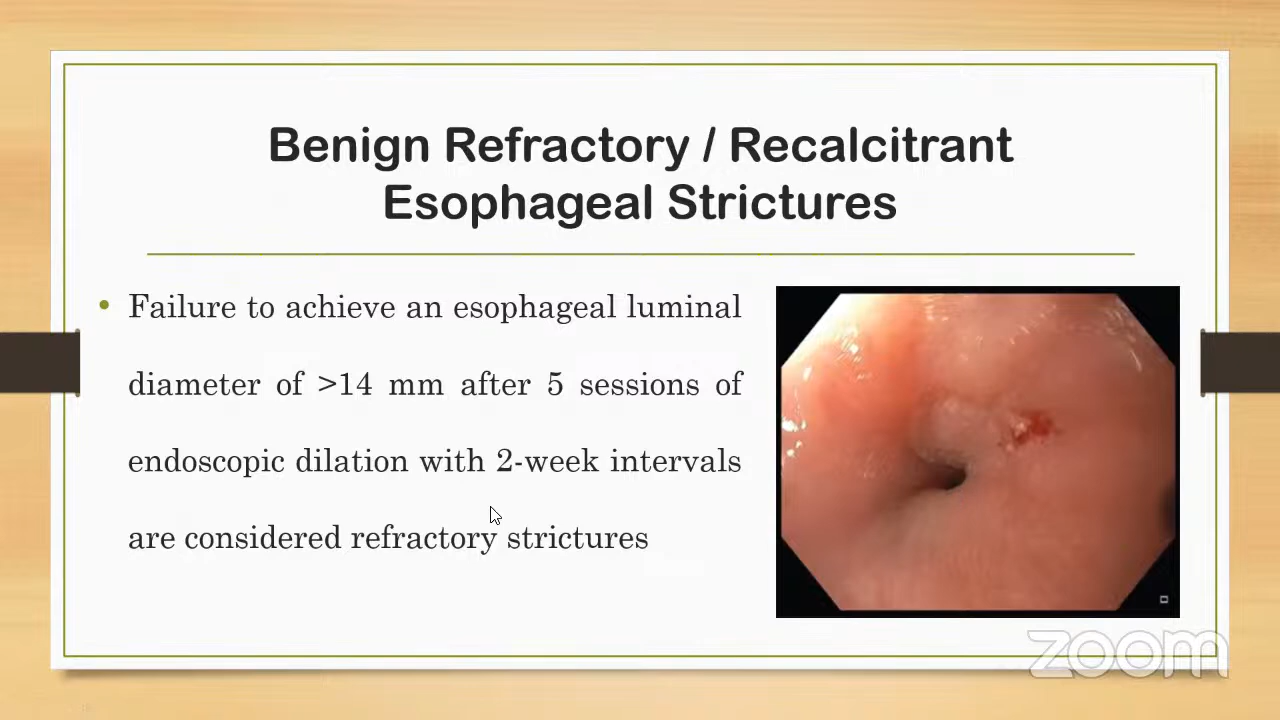 Benign Refractory / Recalcitrant
Esophageal Strictures
• Failure to achieve an esophageal luminal
diameter of >14 mm after 5 sessions of
endoscopic dilation with 2-week intervals
are considered refractory strictures
zoom